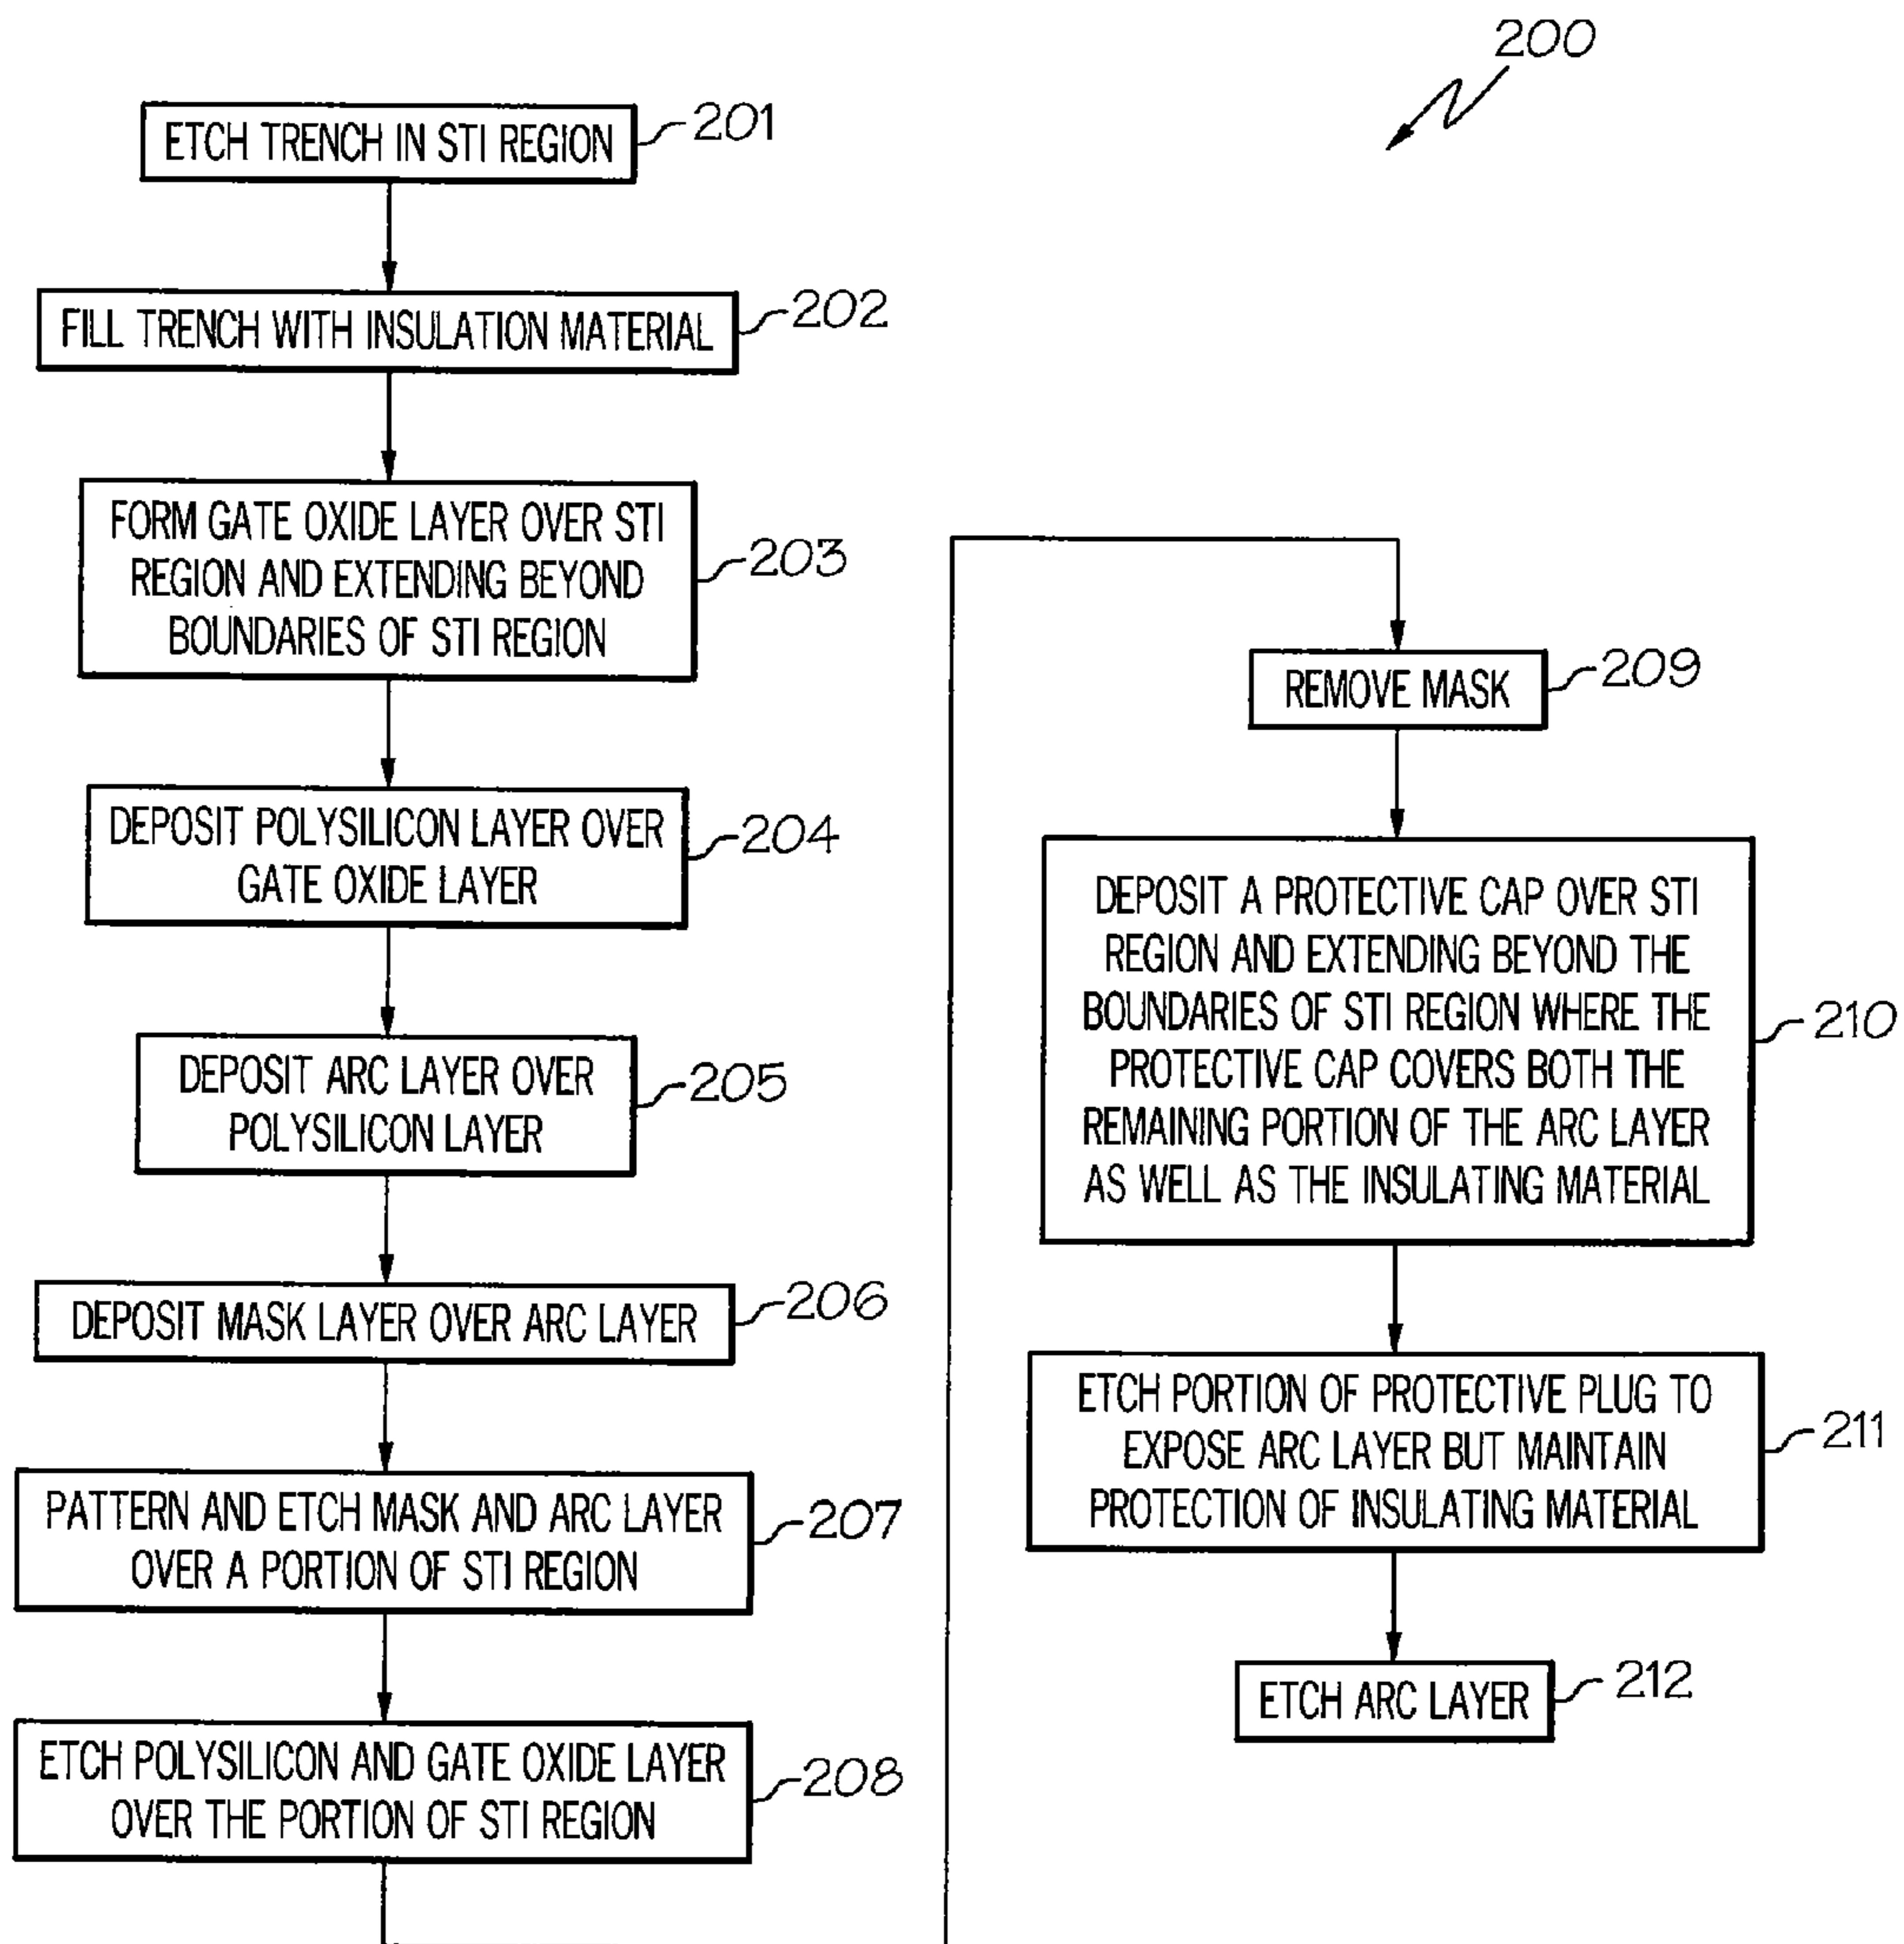 200
ETCH TRENCH IN STI REGION
201
FILL TRENCH WITH INSULATION MATERIAL
202
FORM GATE OXIDE LAYER OVER STI
REGION AND EXTENDING BEYOND
BOUNDARIES OF STI REGION
203
DEPOSIT POLYSILICON LAYER OVER
GATE OXIDE LAYER
204
DEPOSIT ARC LAYER OVER
POLYSILICON LAYER
205
DEPOSIT MASK LAYER OVER ARC LAYER
206
PATTERN AND ETCH MASK AND ARC LAYER
OVER A PORTION OF STI REGION
207
ETCH POLYSILICON AND GATE OXIDE LAYER
OVER THE PORTION OF STI REGION
208
REMOVE MASK
209
DEPOSIT A PROTECTIVE CAP OVER STI
REGION AND EXTENDING BEYOND THE
BOUNDARIES OF STI REGION WHERE THE
PROTECTIVE CAP COVERS BOTH THE
REMAINING PORTION OF THE ARC LAYER
AS WELL AS THE INSULATING MATERIAL
210
ETCH PORTION OF PROTECTIVE PLUG TO
EXPOSE ARC LAYER BUT MAINTAIN
PROTECTION OF INSULATING MATERIAL
211
ETCH ARC LAYER
212